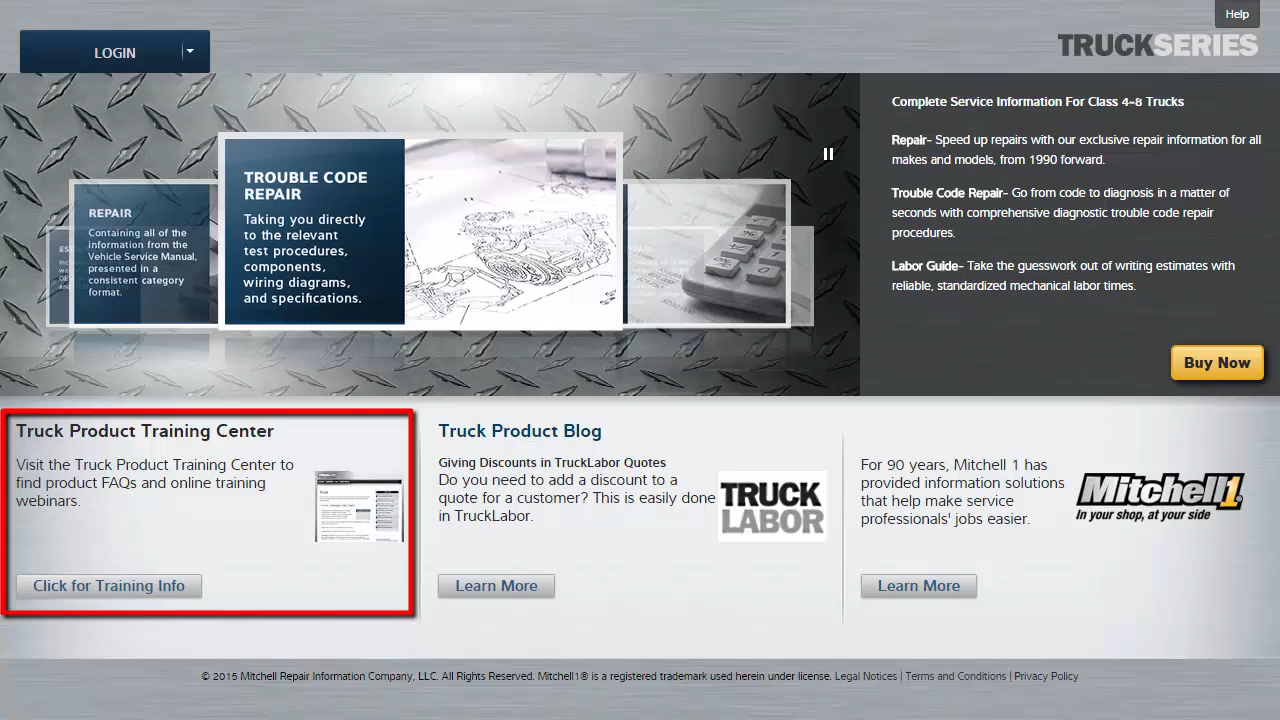 Help
LOGIN
TRUCKSERIES
REPAIR
Containing all of the
information from the
Vehicle Service Manual,
presented in a
consistent category
format.
TROUBLE CODE
REPAIR
Taking you directly
to the relevant
test procedures,
components,
wiring diagrams,
and specifications.
Complete Service Information For Class 4-8 Trucks
Repair- Speed up repairs with our exclusive repair information for all
makes and models, from 1990 forward.
Trouble Code Repair- Go from code to diagnosis in a matter of
seconds with comprehensive diagnostic trouble code repair
procedures.
Labor Guide- Take the guesswork out of writing estimates with
reliable, standardized mechanical labor times.
Buy Now
Truck Product Training Center
Visit the Truck Product Training Center to
find product FAQs and online training
webinars.
Click for Training Info
Truck Product Blog
Giving Discounts in TruckLabor Quotes
Do you need to add a discount to a
quote for a customer? This is easily done
in TruckLabor.
TRUCK
LABOR
Learn More
For 90 years, Mitchell 1 has
provided information solutions
that help make service
professionals' jobs easier.
Mitchell1
In your shop, at your side
Learn More
© 2015 Mitchell Repair Information Company, LLC. All Rights Reserved. Mitchell1® is a registered trademark used herein under license. Legal Notices | Terms and Conditions | Privacy Policy